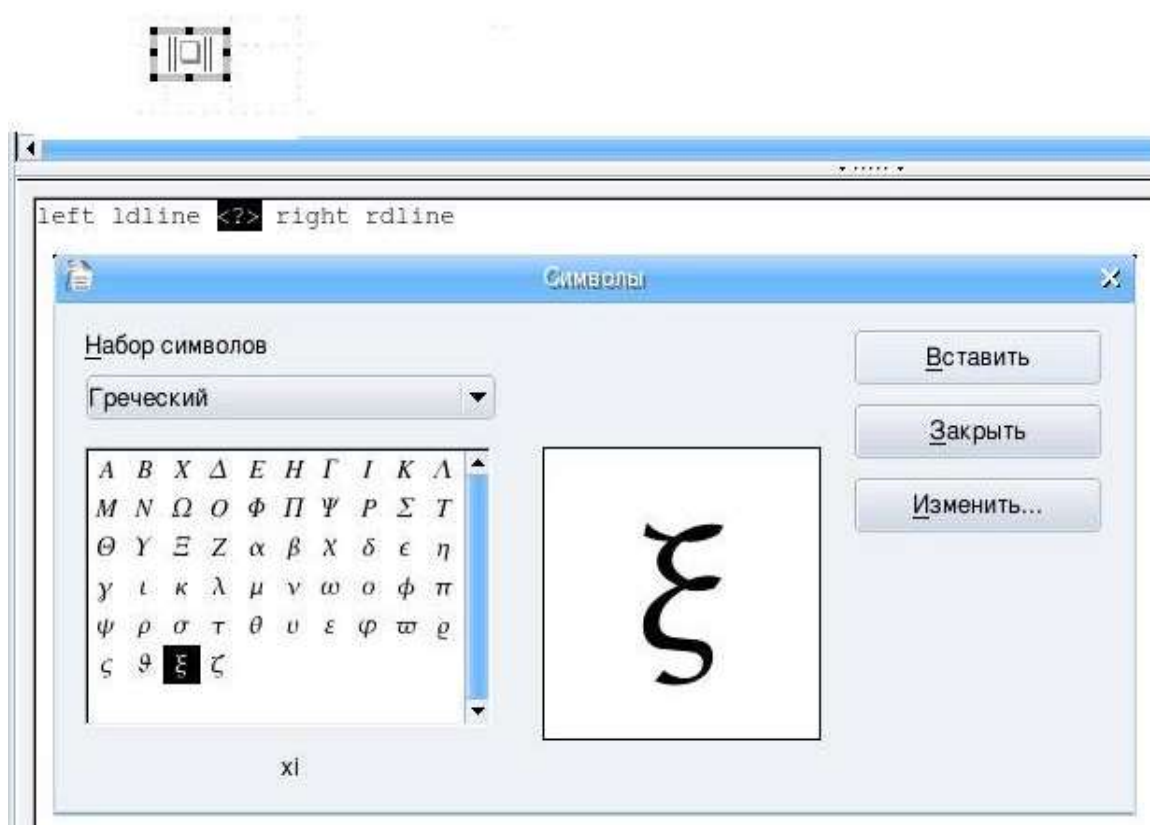 left ldline <?> right rdline
Символы
Набор символов
Вставить
Греческий
Закрыть
Изменить...
Α Β Χ Δ Ε Η Γ Ι Κ Λ
Μ Ν Ω Ο Φ Π Ψ Ρ Σ Τ
Θ Υ Ξ Ζ α β χ δ ϵ η
γ ι κ λ μ ν ω ο ϕ π
ψ ρ σ τ θ υ ε φ ϖ ϱ
ς ϑ ξ ζ
ξ
xi